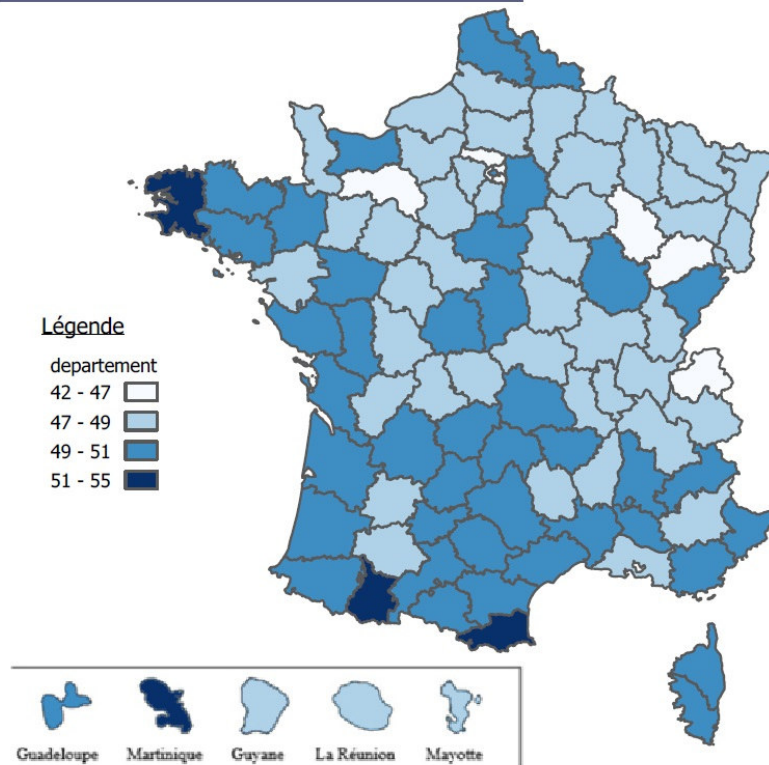 Légende
departement
42 - 47
47 - 49
49 - 51
51 - 55
Guadeloupe Martinique Guyane La Réunion Mayotte